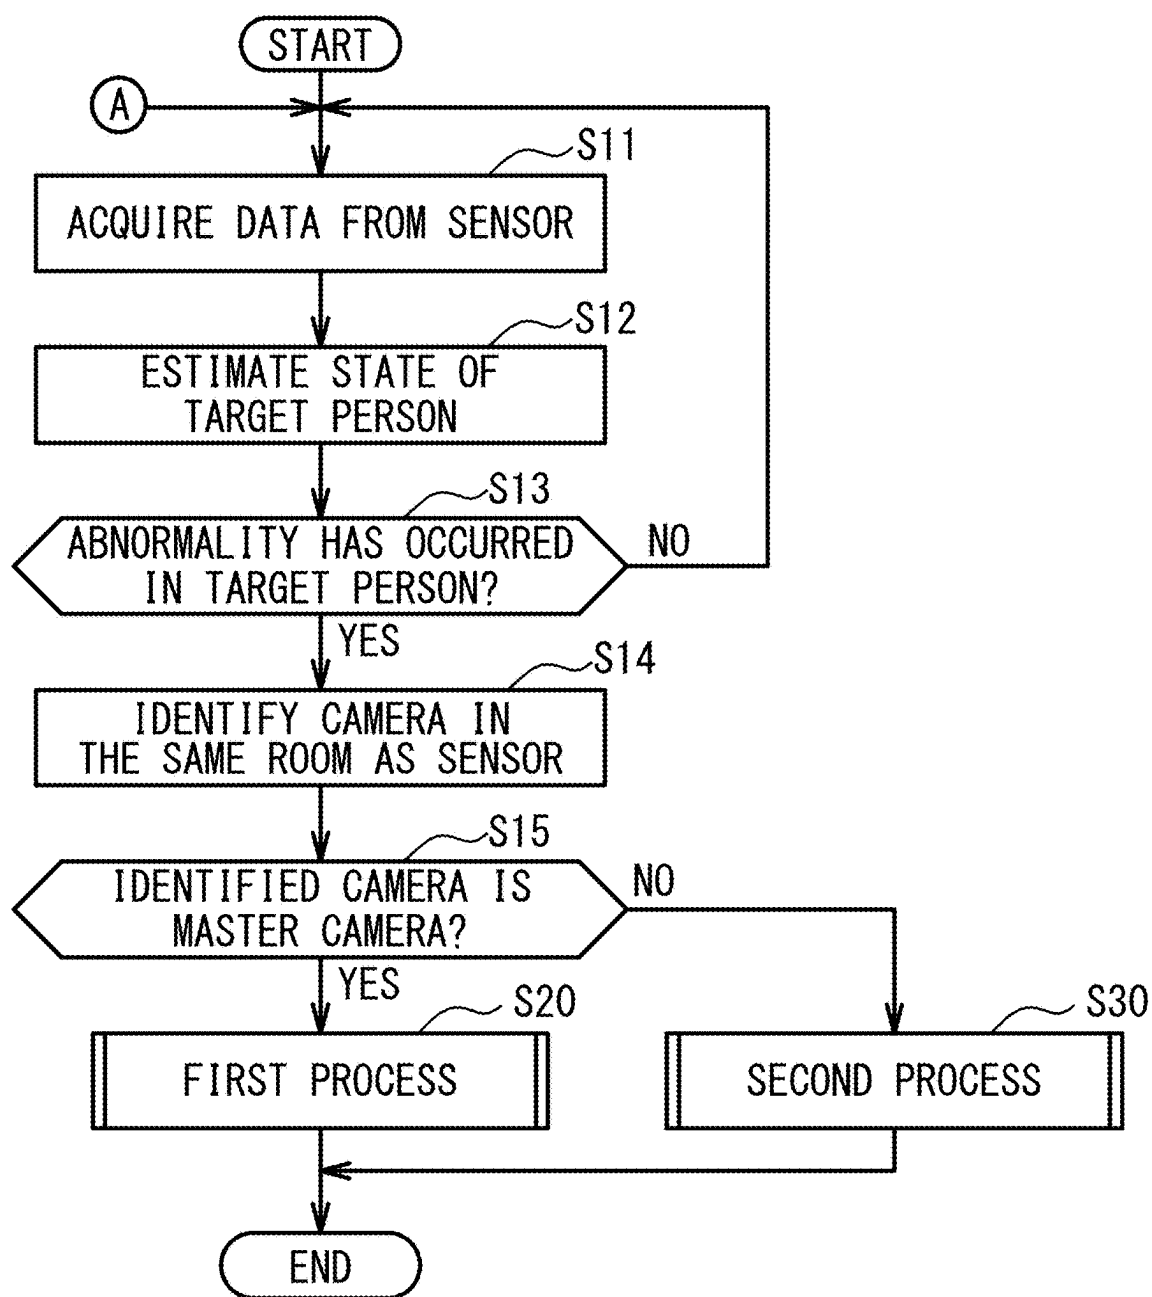 START
A
S11
ACQUIRE DATA FROM SENSOR
S12
ESTIMATE STATE OF
TARGET PERSON
S13
ABNORMALITY HAS OCCURRED
IN TARGET PERSON?
NO
YES
S14
IDENTIFY CAMERA IN
THE SAME ROOM AS SENSOR
S15
IDENTIFIED CAMERA IS
MASTER CAMERA?
NO
YES
S20
FIRST PROCESS
S30
SECOND PROCESS
END